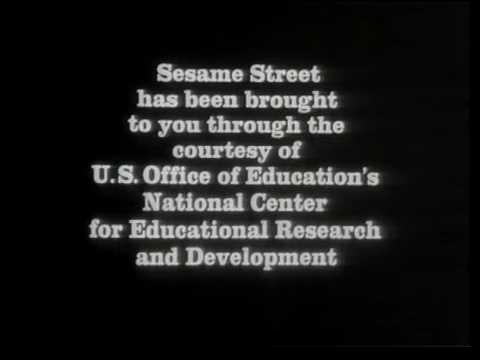 Sesame Street
has been brought
to you through the
courtesy of
U.S. Office of Education's
National Center
for Educational Research
and Development